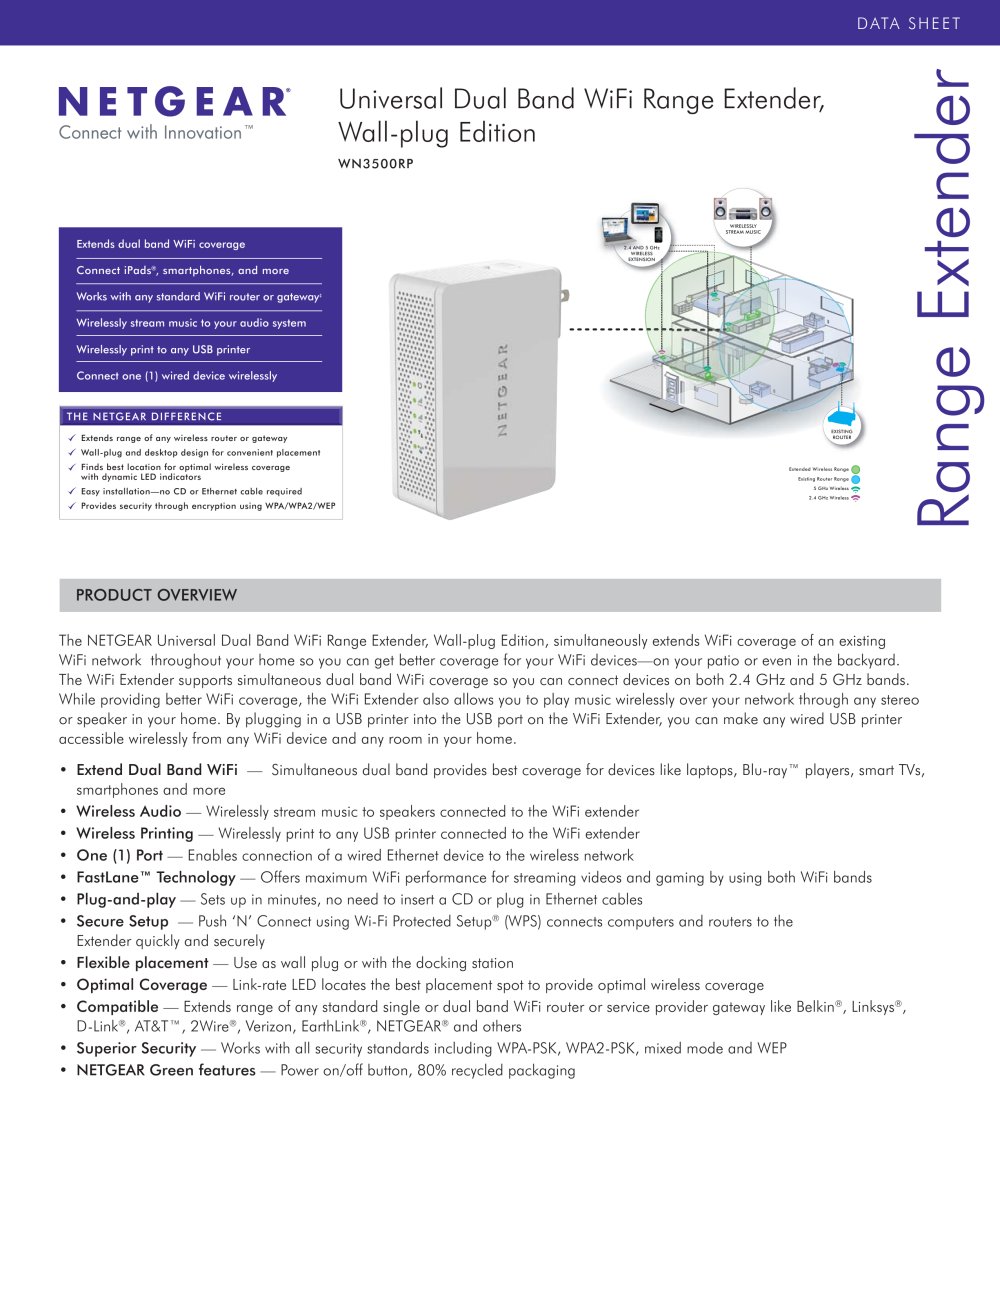 DATA SHEET
NETGEAR®
Connect with Innovation™
Universal Dual Band WiFi Range Extender,
Wall-plug Edition
WN3500RP
Range Extender
Extends dual band WiFi coverage
Connect iPads®, smartphones, and more
Works with any standard WiFi router or gateway‡
Wirelessly stream music to your audio system
Wirelessly print to any USB printer
Connect one (1) wired device wirelessly
THE NETGEAR DIFFERENCE
✓ Extends range of any wireless router or gateway
✓ Wall-plug and desktop design for convenient placement
✓ Finds best location for optimal wireless coverage
with dynamic LED indicators
✓ Easy installation—no CD or Ethernet cable required
✓ Provides security through encryption using WPA/WPA2/WEP
NETGEAR
2.4 AND 5 GHz
WIRELESS
EXTENSION
WIRELESSLY
STREAM MUSIC
EXISTING
ROUTER
Extended Wireless Range
Existing Router Range
5 GHz Wireless
2.4 GHz Wireless
PRODUCT OVERVIEW
The NETGEAR Universal Dual Band WiFi Range Extender, Wall-plug Edition, simultaneously extends WiFi coverage of an existing
WiFi network throughout your home so you can get better coverage for your WiFi devices—on your patio or even in the backyard.
The WiFi Extender supports simultaneous dual band WiFi coverage so you can connect devices on both 2.4 GHz and 5 GHz bands.
While providing better WiFi coverage, the WiFi Extender also allows you to play music wirelessly over your network through any stereo
or speaker in your home. By plugging in a USB printer into the USB port on the WiFi Extender, you can make any wired USB printer
accessible wirelessly from any WiFi device and any room in your home.
• Extend Dual Band WiFi — Simultaneous dual band provides best coverage for devices like laptops, Blu-ray™ players, smart TVs,
smartphones and more
• Wireless Audio — Wirelessly stream music to speakers connected to the WiFi extender
• Wireless Printing — Wirelessly print to any USB printer connected to the WiFi extender
• One (1) Port — Enables connection of a wired Ethernet device to the wireless network
• FastLane™ Technology — Offers maximum WiFi performance for streaming videos and gaming by using both WiFi bands
• Plug-and-play — Sets up in minutes, no need to insert a CD or plug in Ethernet cables
• Secure Setup — Push ‘N’ Connect using Wi-Fi Protected Setup® (WPS) connects computers and routers to the
Extender quickly and securely
• Flexible placement — Use as wall plug or with the docking station
• Optimal Coverage — Link-rate LED locates the best placement spot to provide optimal wireless coverage
• Compatible — Extends range of any standard single or dual band WiFi router or service provider gateway like Belkin®, Linksys®,
D-Link®, AT&T™, 2Wire®, Verizon, EarthLink®, NETGEAR® and others
• Superior Security — Works with all security standards including WPA-PSK, WPA2-PSK, mixed mode and WEP
• NETGEAR Green features — Power on/off button, 80% recycled packaging